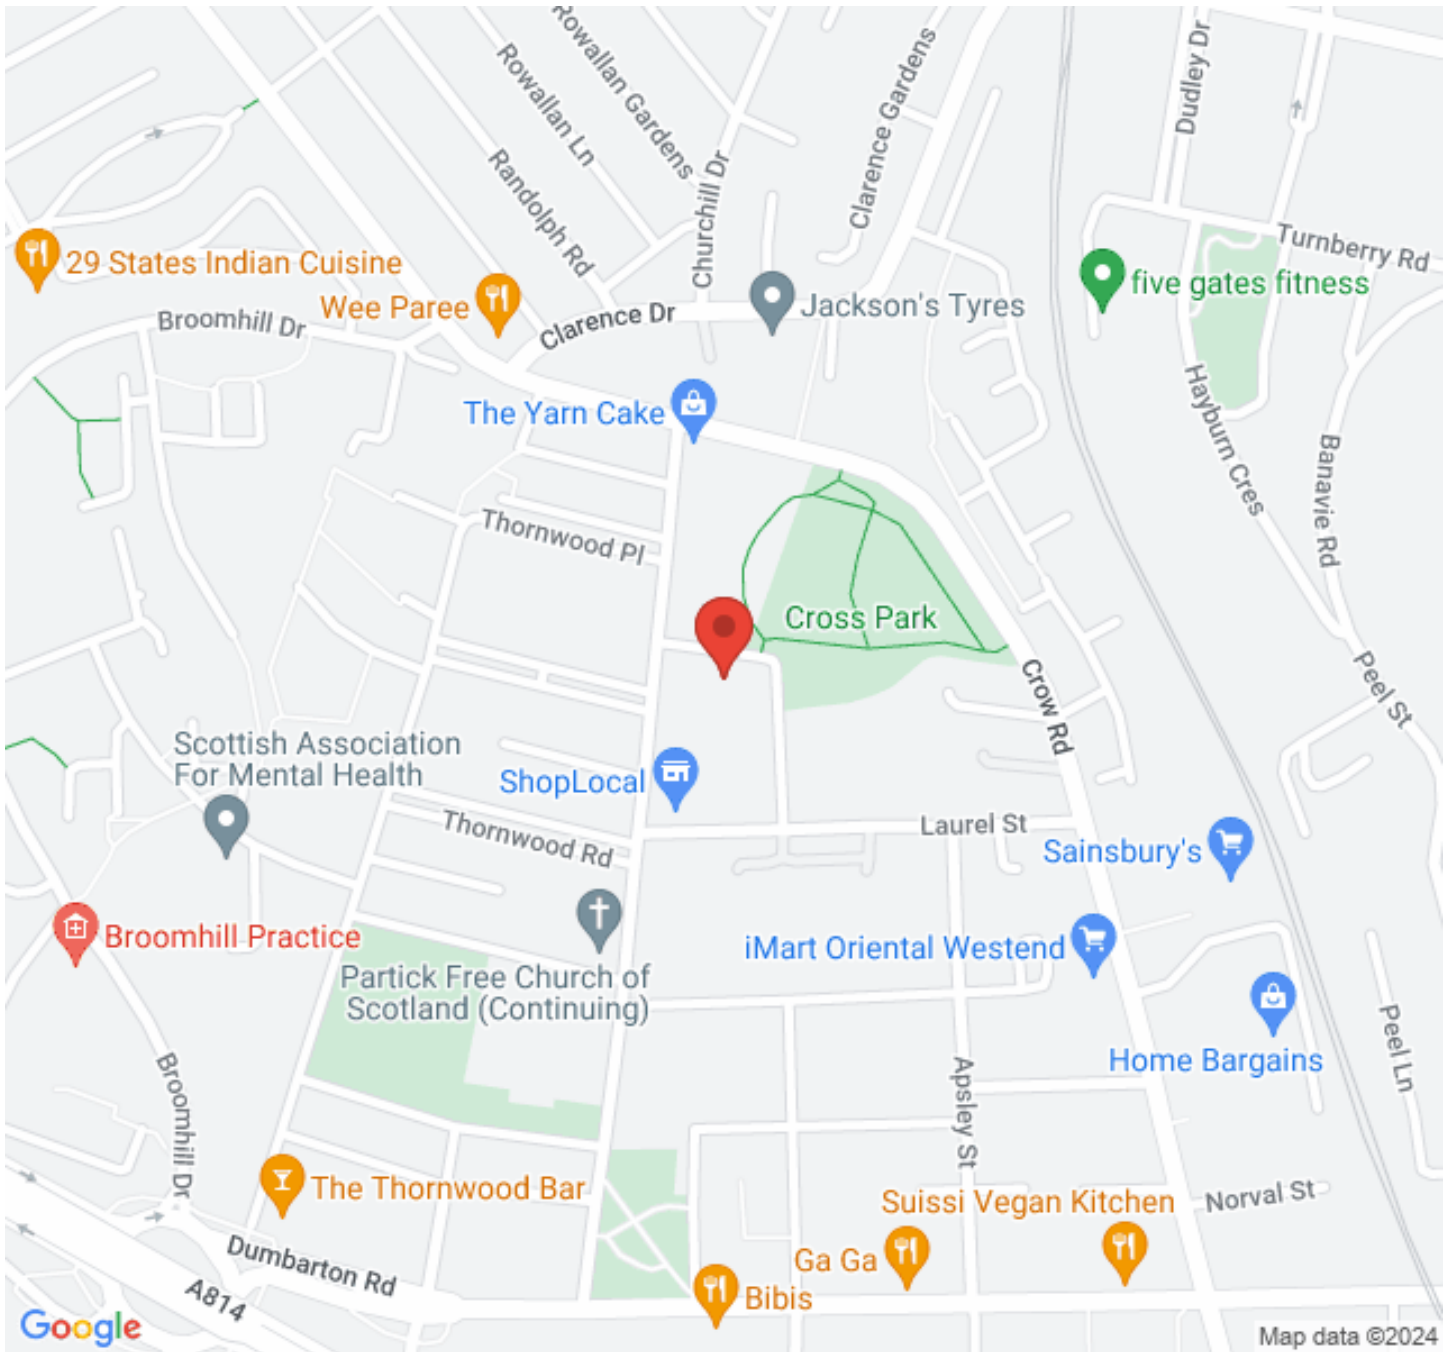 Rowallan Gardens
Rowallan Ln
Clarence Gardens
Dudley Dr
Randolph Rd
Churchill Dr
Turnberry Rd
29 States Indian Cuisine
five gates fitness
Wee Paree
Jackson's Tyres
Broomhill Dr
Clarence Dr
The Yarn Cake
Hayburn Cres
Banavie Rd
Thornwood Pl
Cross Park
Crow Rd
Peel St
Scottish Association
For Mental Health
ShopLocal
Thornwood Rd
Laurel St
Sainsbury's
Broomhill Practice
iMart Oriental Westend
Partick Free Church of
Scotland (Continuing)
Peel Ln
Home Bargains
Broomhill Dr
Apsley St
The Thornwood Bar
Suissi Vegan Kitchen
Norval St
Dumbarton Rd
Ga Ga
A814
Bibis
Google
Map data ©2024